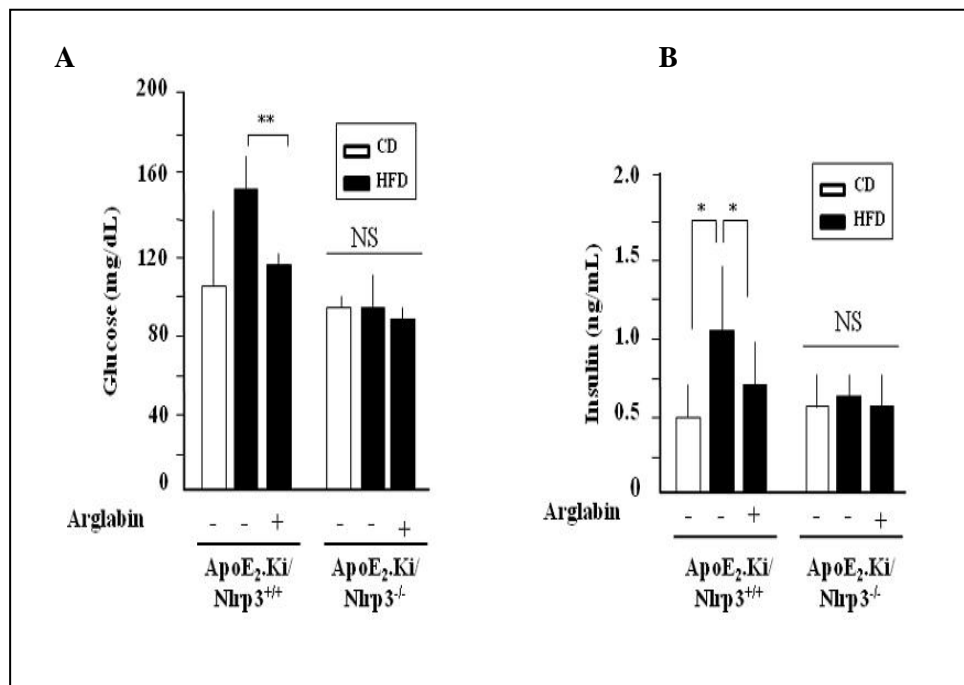 A
200
160
120
80
40
0
Glucose (mg/dL)
**
CD
HFD
NS
Arglabin
- - + - - +
ApoE₂.Ki/
Nlrp3⁺/⁺
ApoE₂.Ki/
Nlrp3⁻/⁻
B
2.0
1.5
1.0
0.5
0
Insulin (ng/mL)
* *
CD
HFD
NS
Arglabin
- - + - - +
ApoE₂.Ki/
Nlrp3⁺/⁺
ApoE₂.Ki/
Nlrp3⁻/⁻